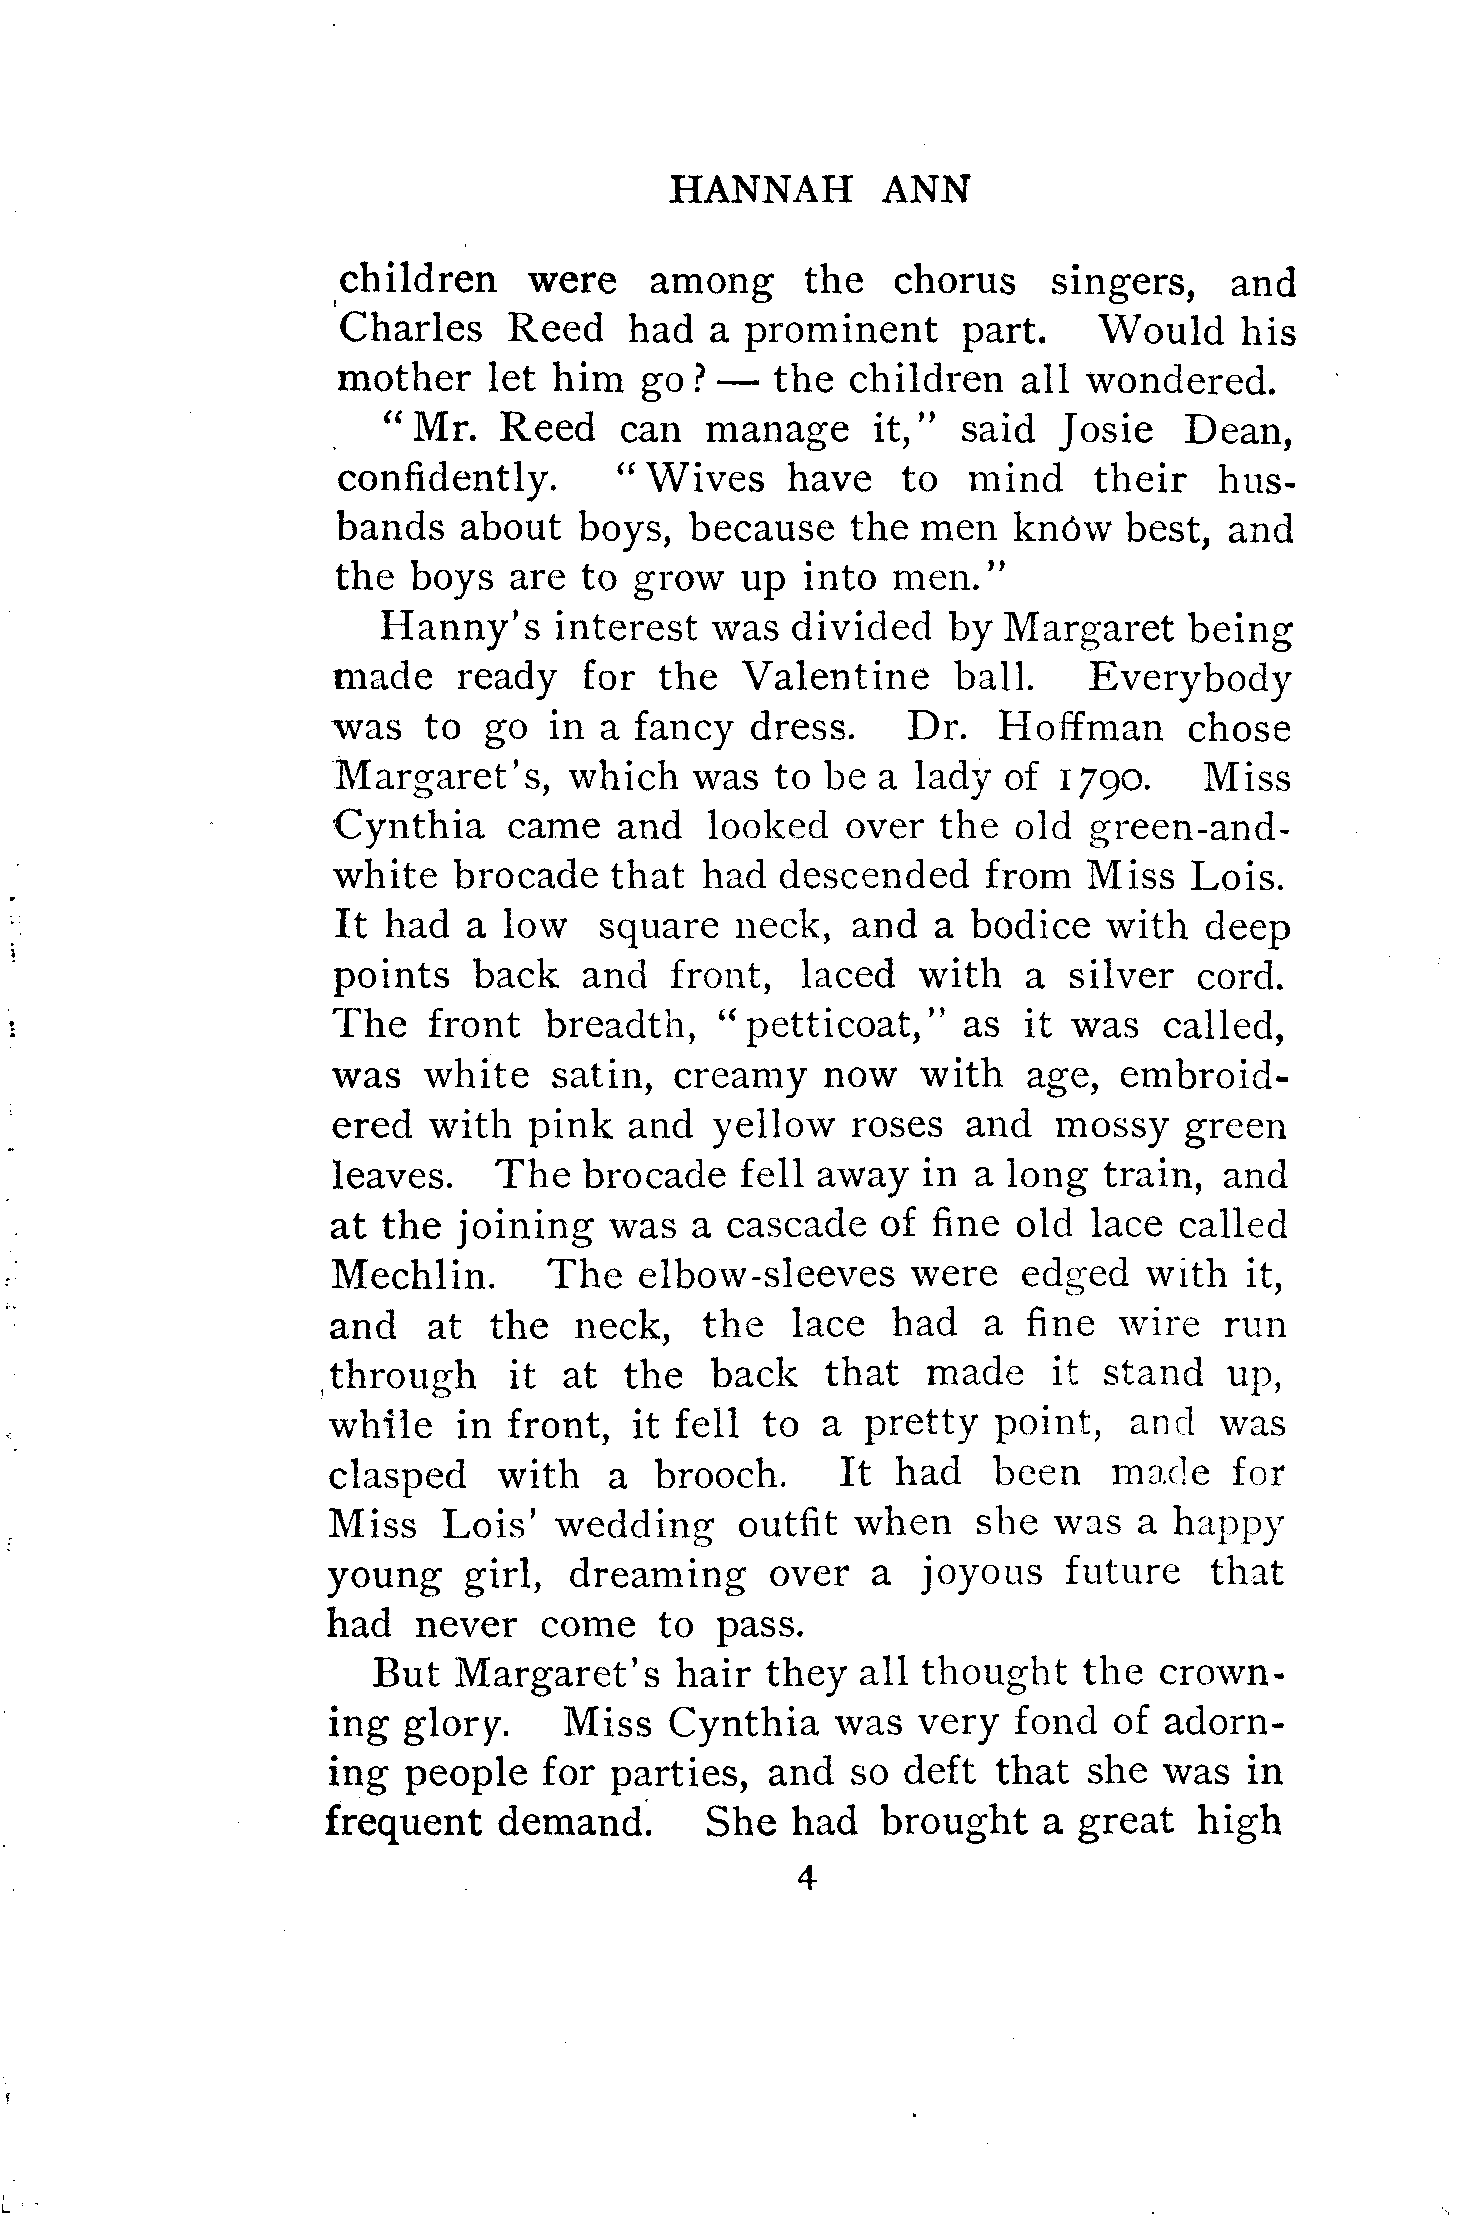 HANNAH ANN
children were among the chorus singers, and
Charles Reed had a prominent part. Would his
mother let him go? — the children all wondered.
"Mr. Reed can manage it," said Josie Dean,
confidently. "Wives have to mind their hus-
bands about boys, because the men know best, and
the boys are to grow up into men."
Hanny's interest was divided by Margaret being
made ready for the Valentine ball. Everybody
was to go in a fancy dress. Dr. Hoffman chose
Margaret's, which was to be a lady of 1790. Miss
Cynthia came and looked over the old green-and-
white brocade that had descended from Miss Lois.
It had a low square neck, and a bodice with deep
points back and front, laced with a silver cord.
The front breadth, "petticoat," as it was called,
was white satin, creamy now with age, embroid-
ered with pink and yellow roses and mossy green
leaves. The brocade fell away in a long train, and
at the joining was a cascade of fine old lace called
Mechlin. The elbow-sleeves were edged with it,
and at the neck, the lace had a fine wire run
through it at the back that made it stand up,
while in front, it fell to a pretty point, and was
clasped with a brooch. It had been made for
Miss Lois' wedding outfit when she was a happy
young girl, dreaming over a joyous future that
had never come to pass.
But Margaret's hair they all thought the crown-
ing glory. Miss Cynthia was very fond of adorn-
ing people for parties, and so deft that she was in
frequent demand. She had brought a great high
4